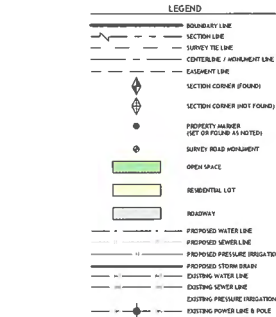 LEGEND
BOUNDARY LINE
SECTION LINE
SURVEY TIE LINE
CENTERLINE / MONUMENT LINE
EASEMENT LINE
SECTION CORNER (FOUND)
SECTION CORNER (NOT FOUND)
PROPERTY MARKER
(SET OR FOUND AS NOTED)
SURVEY ROAD MONUMENT
OPEN SPACE
RESIDENTIAL LOT
ROADWAY
PROPOSED WATER LINE
PROPOSED SEWER LINE
PROPOSED PRESSURE IRRIGATIO
PROPOSED STORM DRAIN
EXISTING WATER LINE
EXISTING SEWER LINE
EXISTING PRESSURE IRRIGATION
EXISTING POWER LINE & POLE